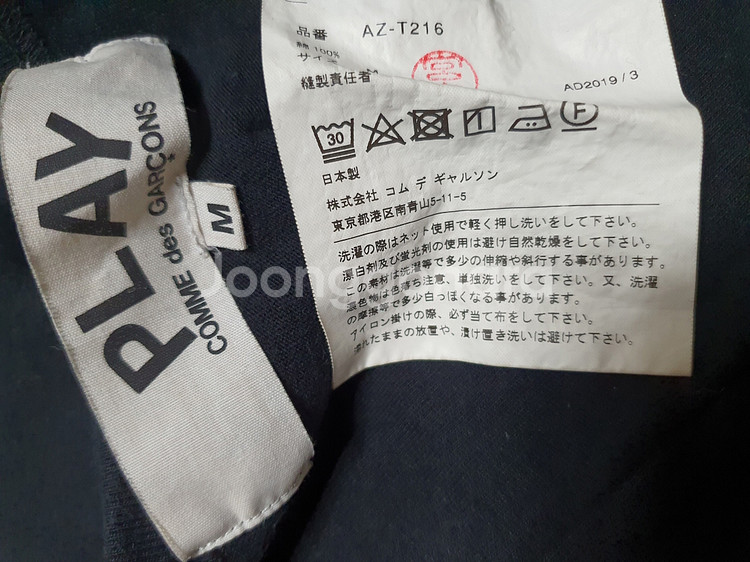 PLAY
COMME des GARÇONS
M
品番 AZ-T216
綿 100%
サイズ
縫製責任者
AD2019/3
30
F
日本製
株式会社 コム デ ギャルソン
東京都港区南青山5-11-5
洗濯の際はネット使用で軽く押し洗いをして下さい。
漂白剤及び蛍光剤の使用は避け自然乾燥をして下さい。
この素材は洗濯等で多少の伸縮や斜行する事があります。
濃色物は色落ち注意、単独洗いをして下さい。又、洗濯
の摩擦等で多少白っぽくなる事があります。
アイロン掛けの際、必ず当て布をして下さい。
濡れたままの放置や、漬け置き洗いは避けて下さい。